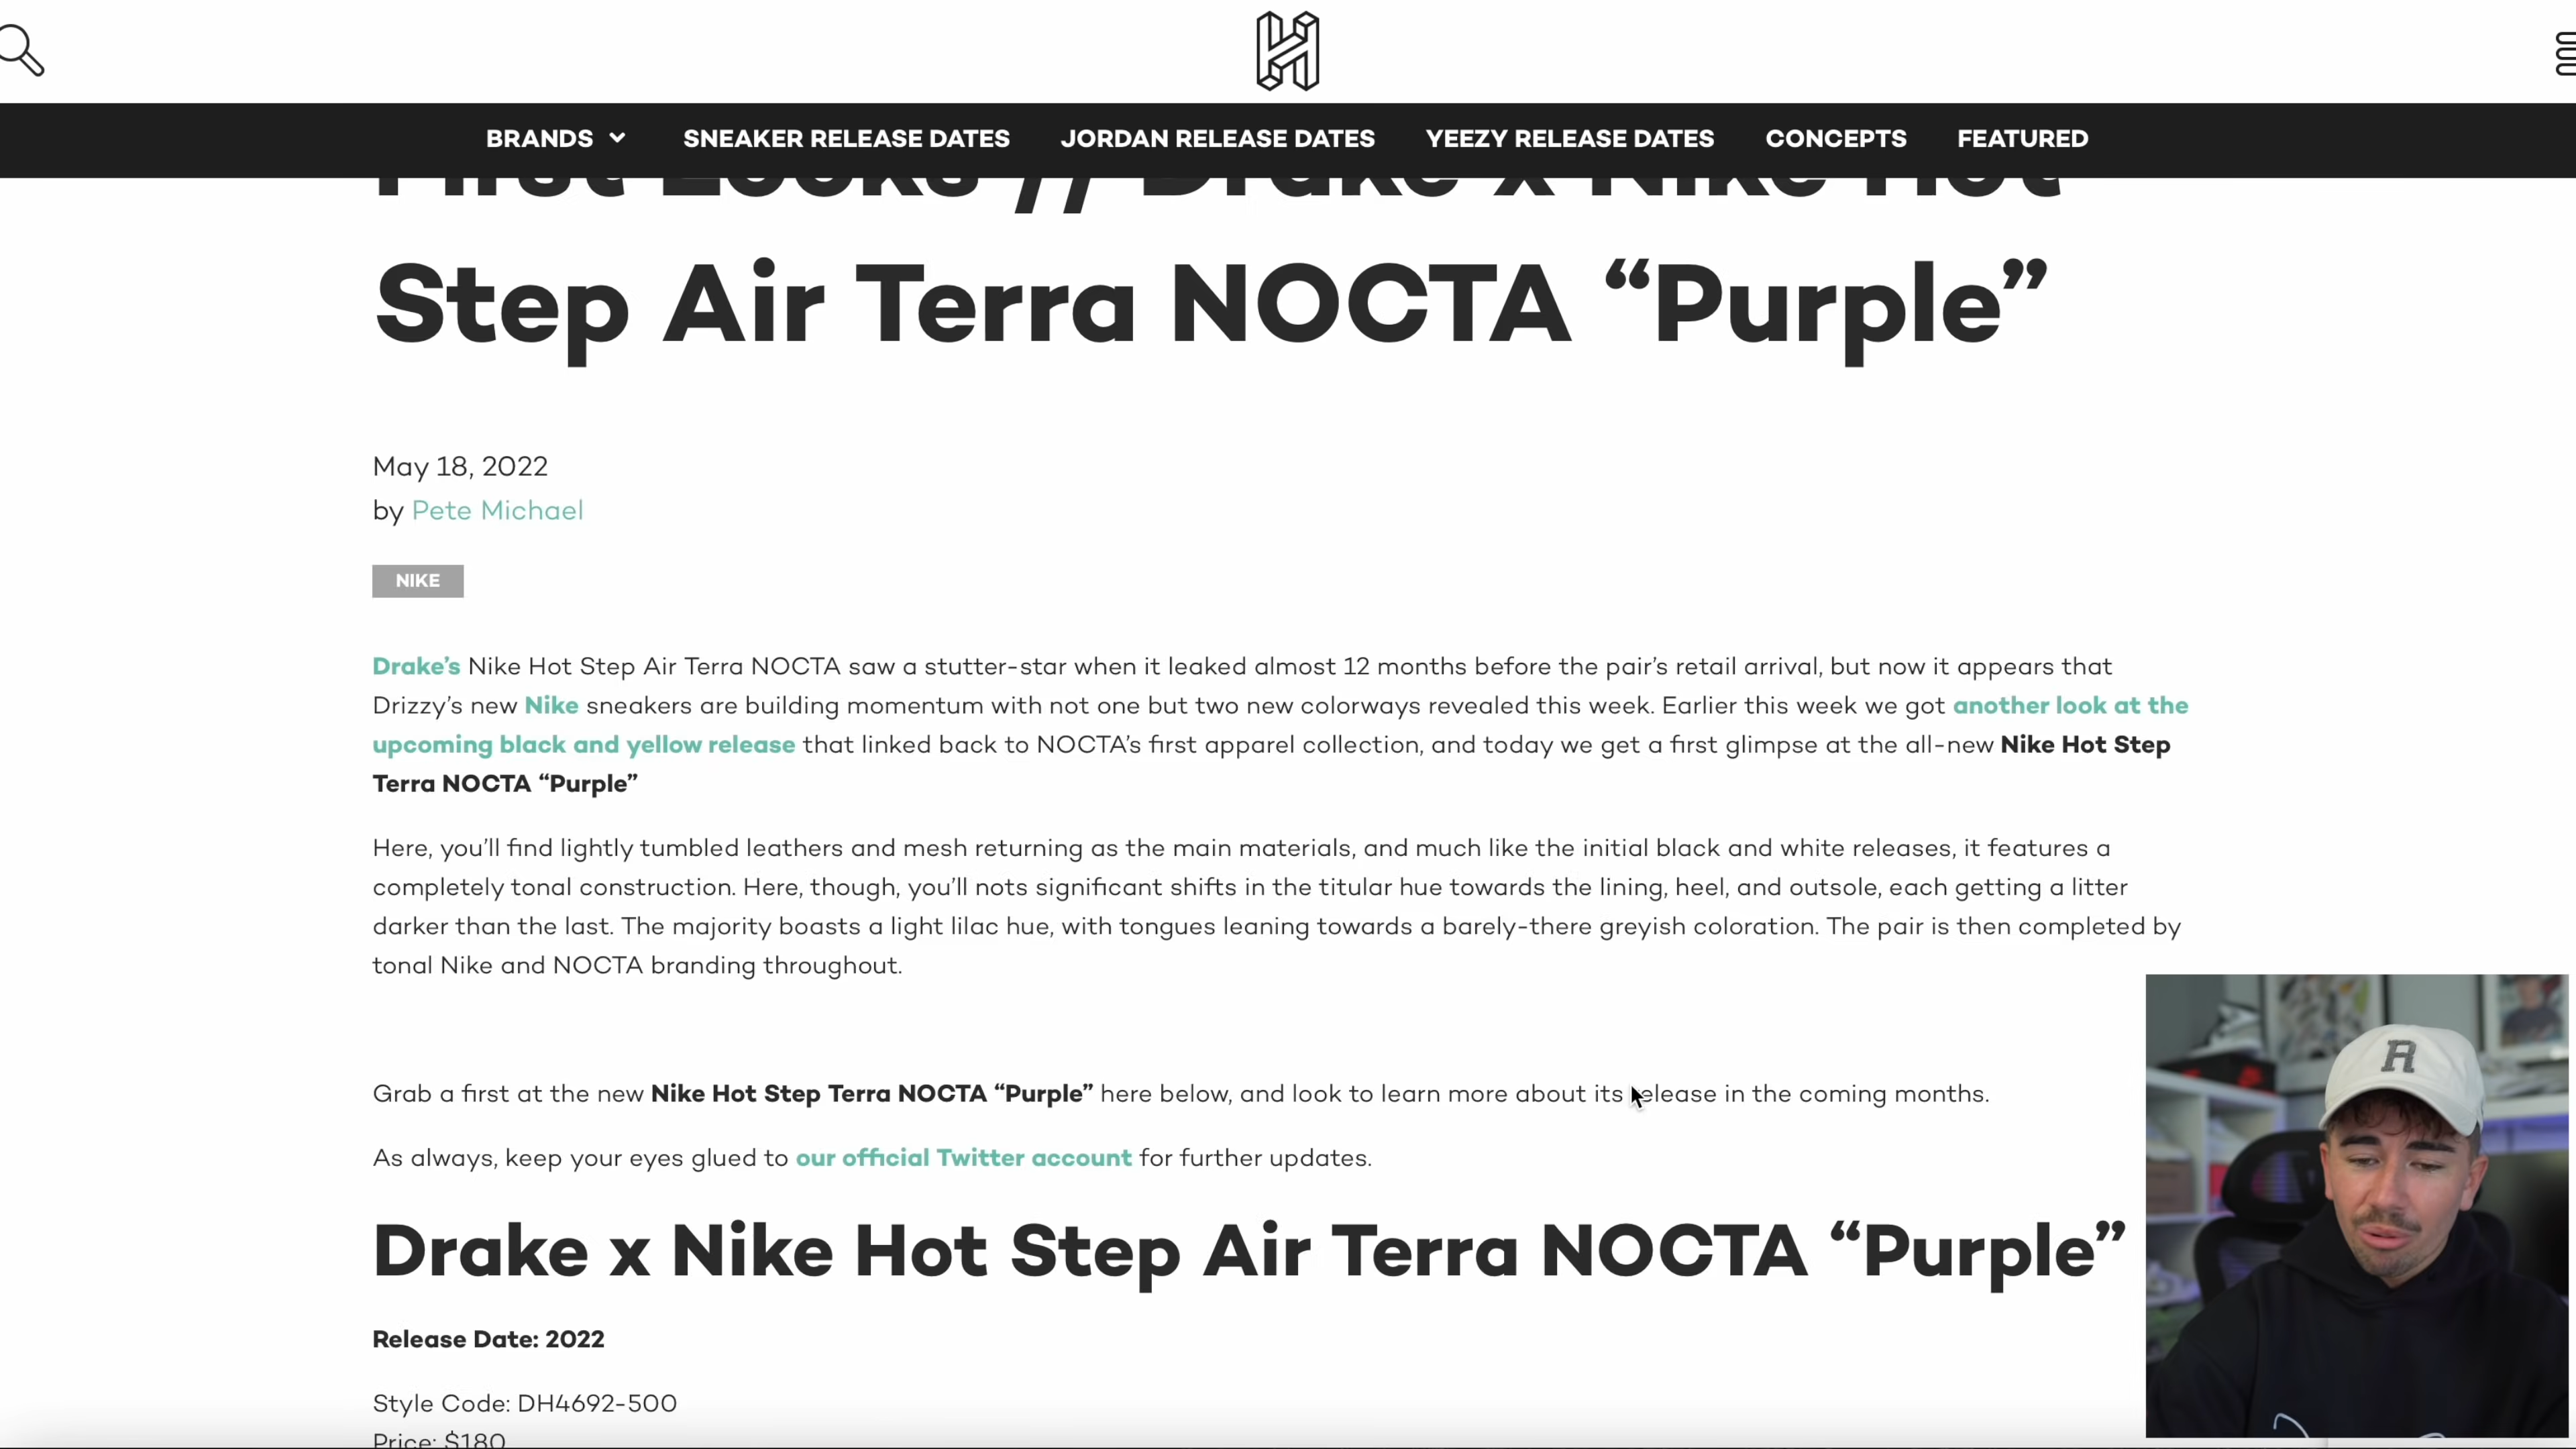 BRANDS SNEAKER RELEASE DATES JORDAN RELEASE DATES YEEZY RELEASE DATES CONCEPTS FEATURED
First Looks // Drake x Nike Hot
Step Air Terra NOCTA “Purple”
May 18, 2022
by Pete Michael
NIKE
Drake’s Nike Hot Step Air Terra NOCTA saw a stutter-star when it leaked almost 12 months before the pair’s retail arrival, but now it appears that
Drizzy’s new Nike sneakers are building momentum with not one but two new colorways revealed this week. Earlier this week we got another look at the
upcoming black and yellow release that linked back to NOCTA’s first apparel collection, and today we get a first glimpse at the all-new Nike Hot Step
Terra NOCTA “Purple”
Here, you’ll find lightly tumbled leathers and mesh returning as the main materials, and much like the initial black and white releases, it features a
completely tonal construction. Here, though, you’ll nots significant shifts in the titular hue towards the lining, heel, and outsole, each getting a litter
darker than the last. The majority boasts a light lilac hue, with tongues leaning towards a barely-there greyish coloration. The pair is then completed by
tonal Nike and NOCTA branding throughout.
Grab a first at the new Nike Hot Step Terra NOCTA “Purple” here below, and look to learn more about its release in the coming months.
As always, keep your eyes glued to our official Twitter account for further updates.
Drake x Nike Hot Step Air Terra NOCTA “Purple”
Release Date: 2022
Style Code: DH4692-500
Price: $180
R